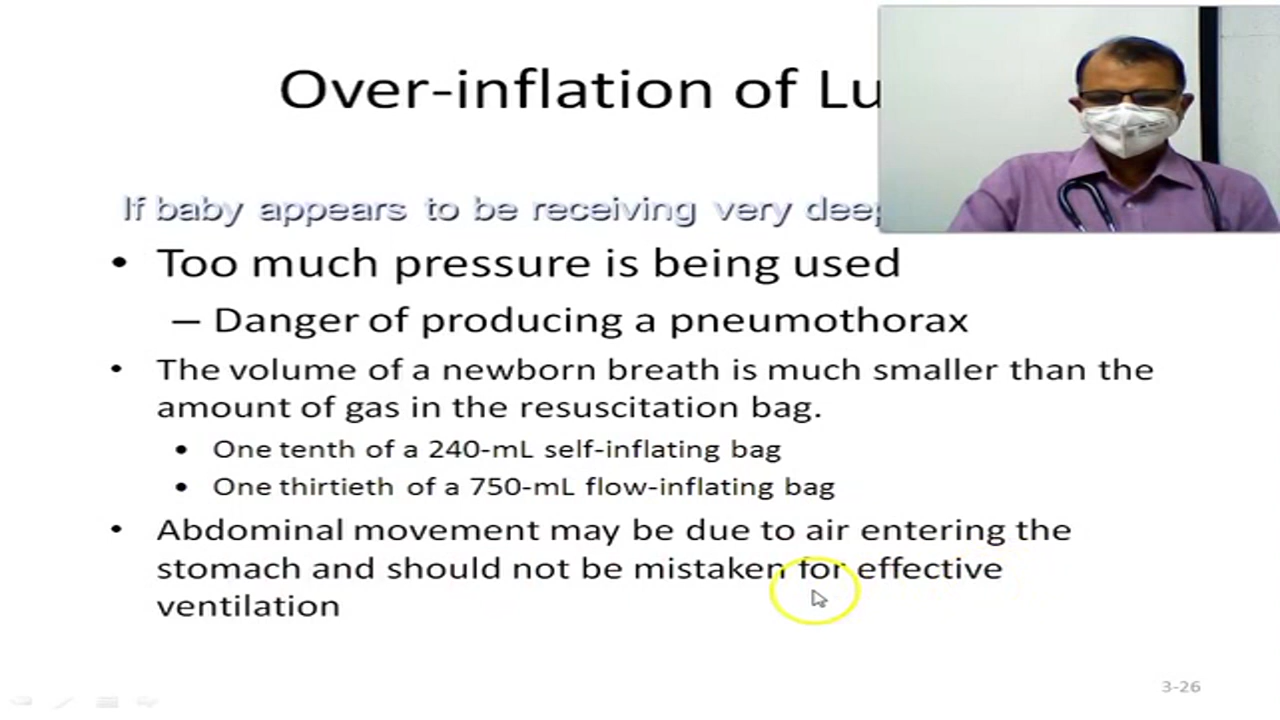 Over-inflation of Lu
If baby appears to be receiving very deep
• Too much pressure is being used
– Danger of producing a pneumothorax
• The volume of a newborn breath is much smaller than the
amount of gas in the resuscitation bag.
• One tenth of a 240-mL self-inflating bag
• One thirtieth of a 750-mL flow-inflating bag
• Abdominal movement may be due to air entering the
stomach and should not be mistaken for effective
ventilation
3-26